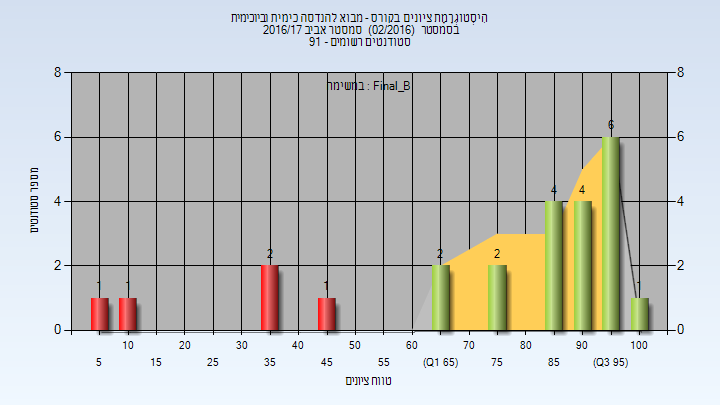 היסטוגרמת ציונים בקורס - מבוא להנדסה כימית וביוכימית
בסמסטר (02/2016) סמסטר אביב 2016/17
סטודנטים רשומים - 91
במשימה : Final_B
מספר סטודנטים
8 8
6 6
4 4
2 2
0 0
1 1 2 1 2 2 4 4 6 1
10 20 30 40 50 60 70 80 90 100
5 15 25 35 45 55 (Q1 65) 75 85 (Q3 95)
טווח ציונים